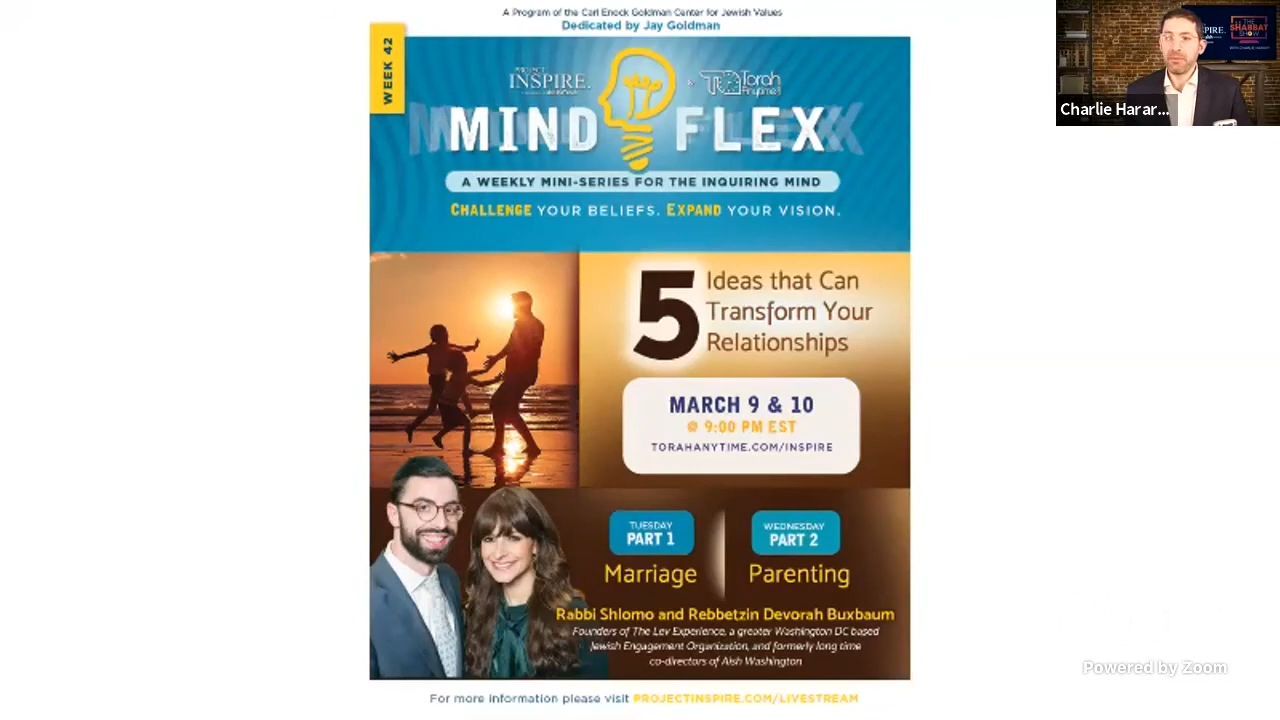 A Program of the Carl Enock Goldman Center for Jewish Values
Dedicated by Jay Goldman
WEEK 42
PROJECT
INSPIRE.
Torah
Anytime
MIND FLEX
A WEEKLY MINI-SERIES FOR THE INQUIRING MIND
CHALLENGE YOUR BELIEFS. EXPAND YOUR VISION.
5 Ideas that Can
Transform Your
Relationships
MARCH 9 & 10
@ 9:00 PM EST
TORAHANYTIME.COM/INSPIRE
TUESDAY
PART 1
Marriage
WEDNESDAY
PART 2
Parenting
Rabbi Shlomo and Rebbetzin Devorah Buxbaum
Founders of The Lev Experience, a greater Washington DC based
Jewish Engagement Organization, and formerly long time
co-directors of Aish Washington
For more information please visit PROJECTINSPIRE.COM/LIVESTREAM
THE
SHABBAT
SHOW
Charlie Harar...
Powered by Zoom